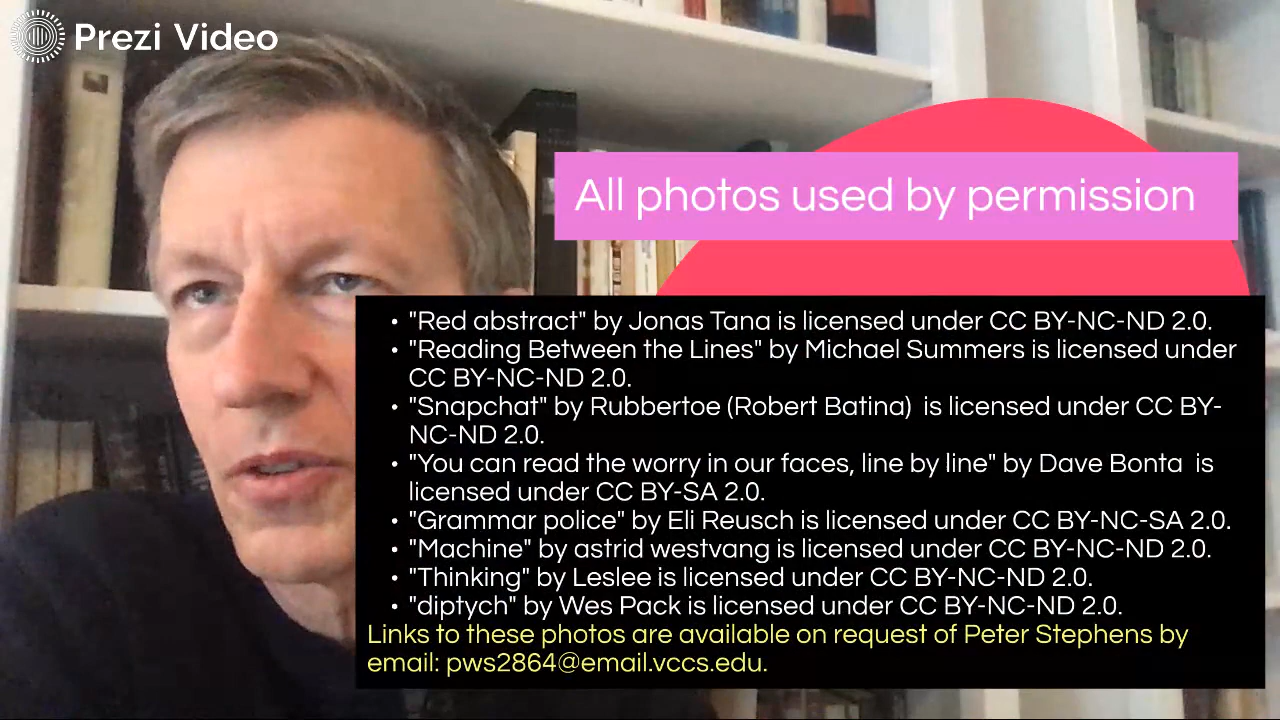 Prezi Video
All photos used by permission
• "Red abstract" by Jonas Tana is licensed under CC BY-NC-ND 2.0.
• "Reading Between the Lines" by Michael Summers is licensed under
CC BY-NC-ND 2.0.
• "Snapchat" by Rubbertoe (Robert Batina)  is licensed under CC BY-
NC-ND 2.0.
• "You can read the worry in our faces, line by line" by Dave Bonta  is
licensed under CC BY-SA 2.0.
• "Grammar police" by Eli Reusch is licensed under CC BY-NC-SA 2.0.
• "Machine" by astrid westvang is licensed under CC BY-NC-ND 2.0.
• "Thinking" by Leslee is licensed under CC BY-NC-ND 2.0.
• "diptych" by Wes Pack is licensed under CC BY-NC-ND 2.0.
Links to these photos are available on request of Peter Stephens by
email: pws2864@email.vccs.edu.